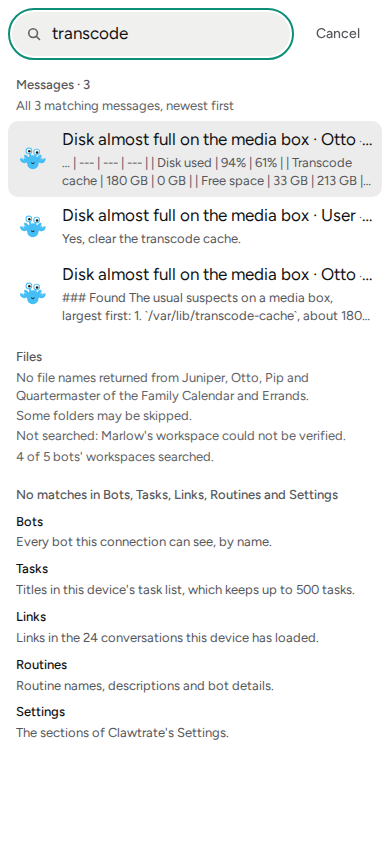 transcode
Cancel
Messages · 3
All 3 matching messages, newest first
Disk almost full on the media box · Otto ·...
... | --- | --- | --- | | Disk used | 94% | 61% | | Transcode
cache | 180 GB | 0 GB | | Free space | 33 GB | 213 GB |...
Disk almost full on the media box · User ·...
Yes, clear the transcode cache.
Disk almost full on the media box · Otto ·...
### Found The usual suspects on a media box,
largest first: 1. `/var/lib/transcode-cache`, about 180...
Files
No file names returned from Juniper, Otto, Pip and
Quartermaster of the Family Calendar and Errands.
Some folders may be skipped.
Not searched: Marlow's workspace could not be verified.
4 of 5 bots' workspaces searched.
No matches in Bots, Tasks, Links, Routines and Settings
Bots
Every bot this connection can see, by name.
Tasks
Titles in this device's task list, which keeps up to 500 tasks.
Links
Links in the 24 conversations this device has loaded.
Routines
Routine names, descriptions and bot details.
Settings
The sections of Clawtrate's Settings.